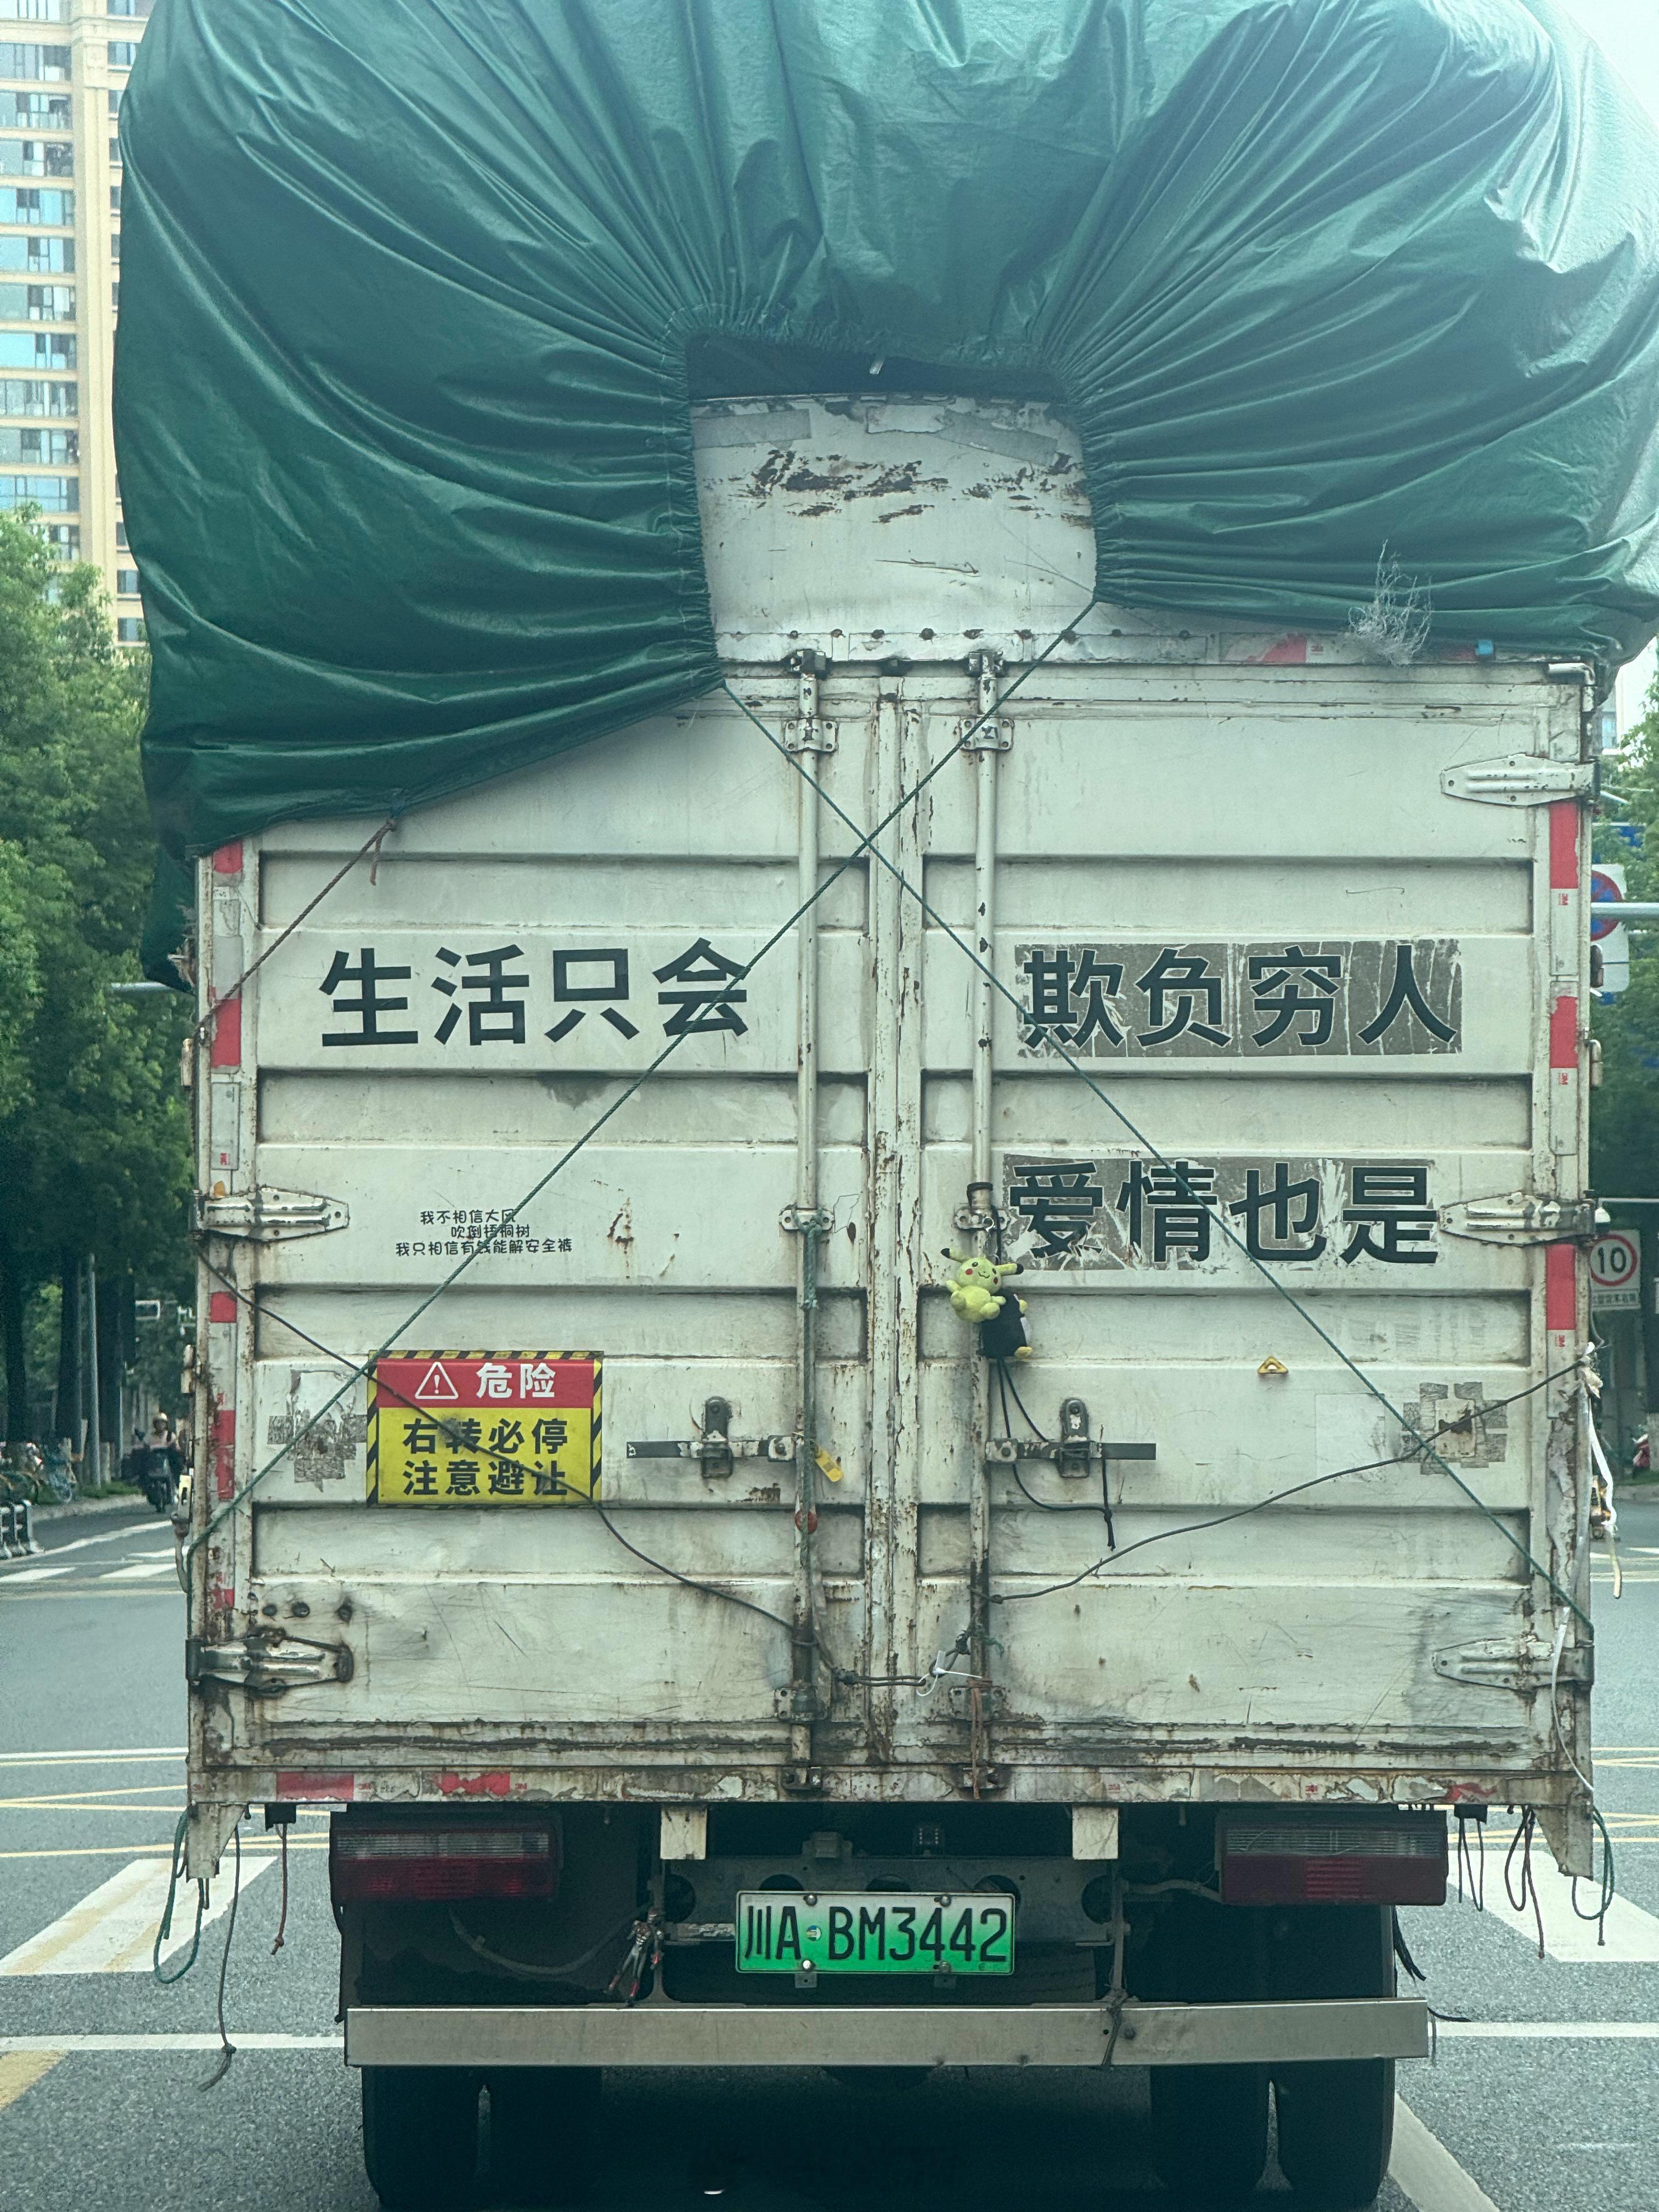 生活只会 欺负穷人
爱情也是
我不相信大风
吹倒梧桐树
我只相信有钱能解安全裤
危险
右转必停
注意避让
川A·BM3442
10